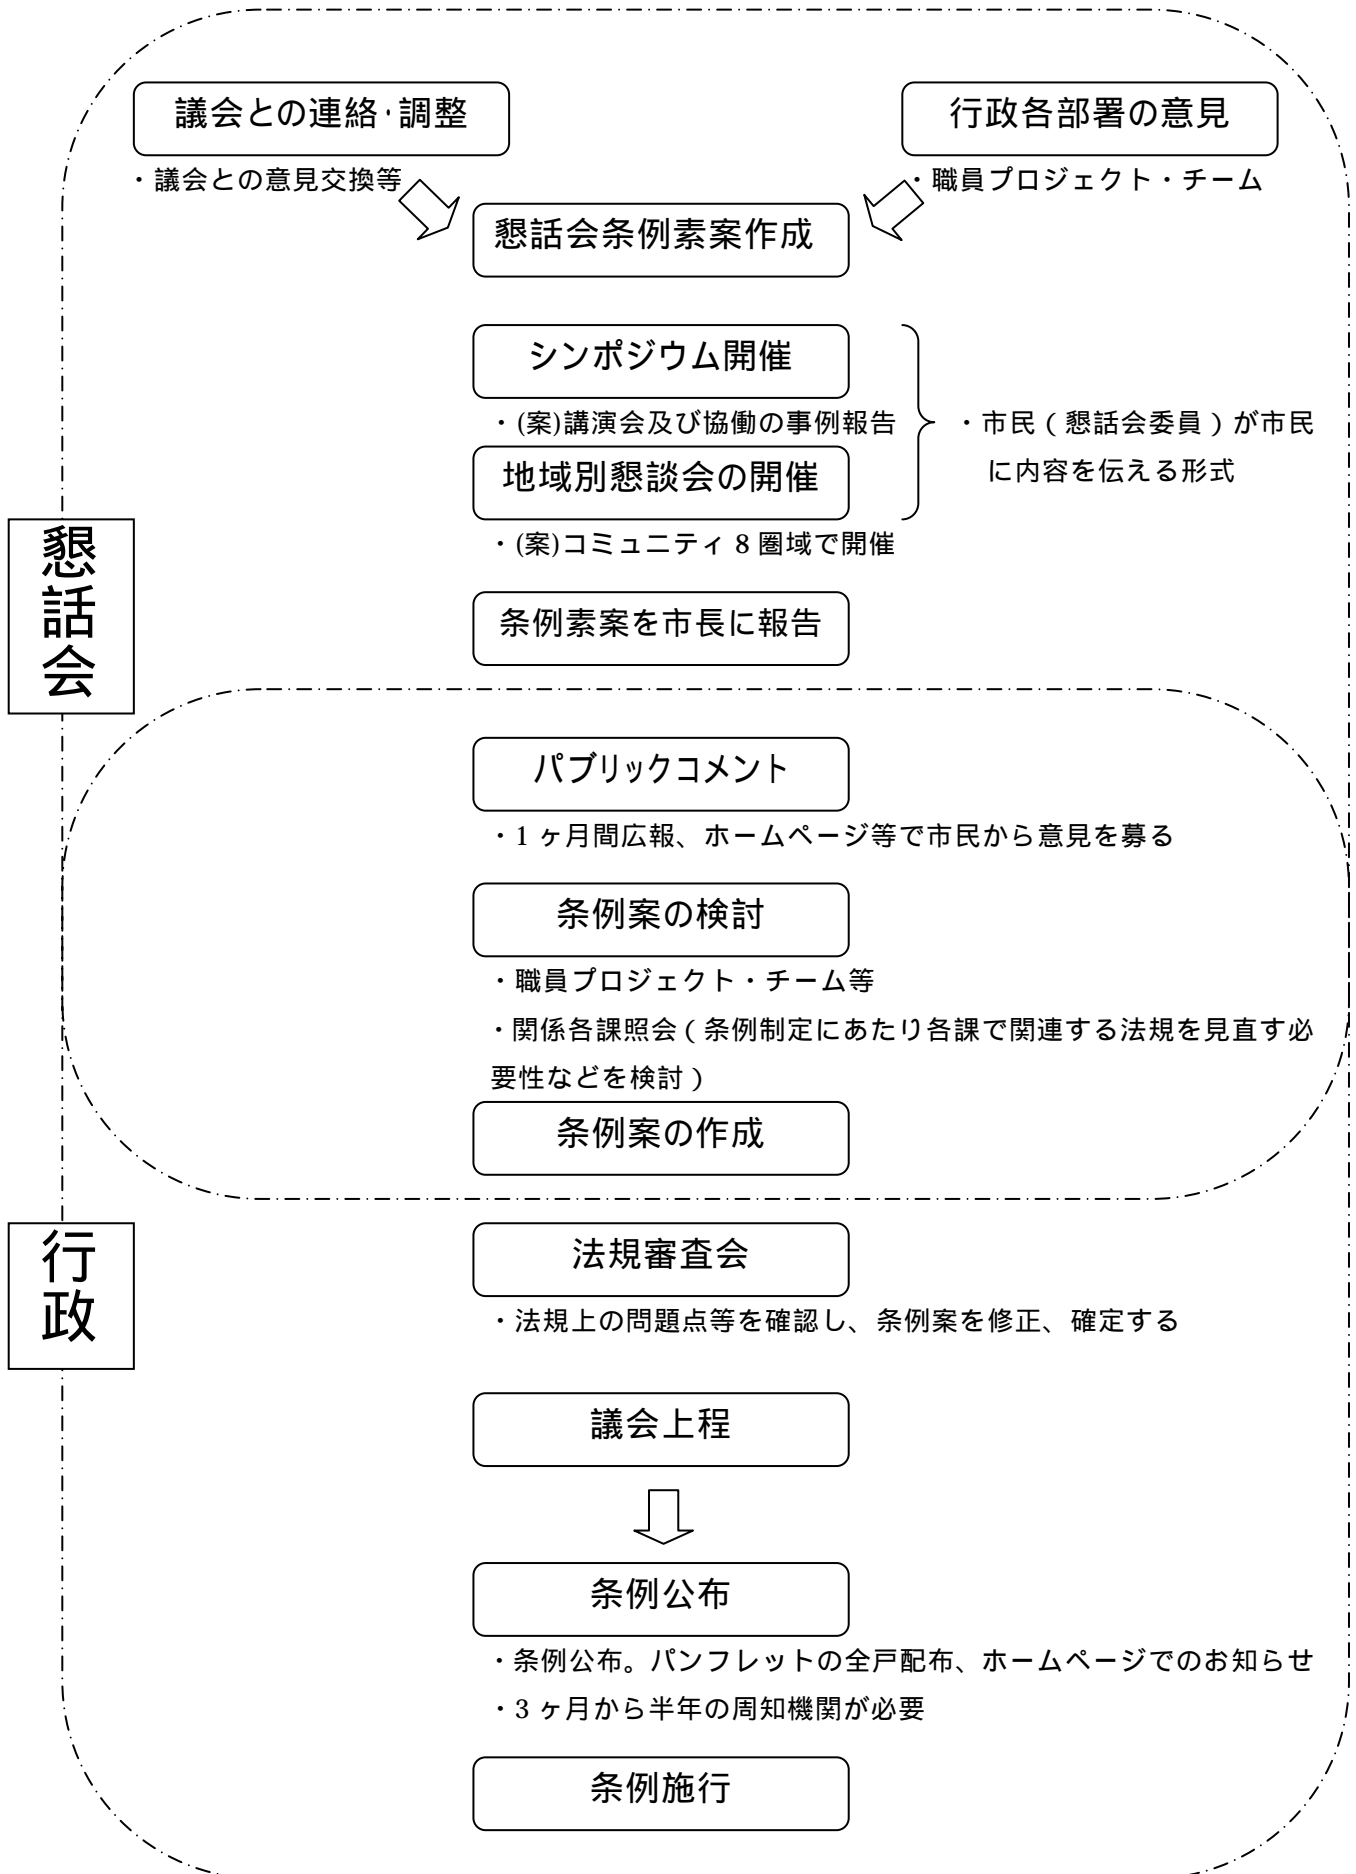 議会との連絡・調整
行政各部署の意見
・議会との意見交換等
・職員プロジェクト・チーム
懇話会条例素案作成
シンポジウム開催
・(案)講演会及び協働の事例報告
・市民(懇話会委員)が市民
に内容を伝える形式
地域別懇談会の開催
・(案)コミュニティ 8 圏域で開催
懇話会
条例素案を市長に報告
パブリックコメント
・1 ヶ月間広報、ホームページ等で市民から意見を募る
条例案の検討
・職員プロジェクト・チーム等
・関係各課照会(条例制定にあたり各課で関連する法規を見直す必
要性などを検討)
条例案の作成
行政
法規審査会
・法規上の問題点等を確認し、条例案を修正、確定する
議会上程
条例公布
・条例公布。パンフレットの全戸配布、ホームページでのお知らせ
・3 ヶ月から半年の周知機関が必要
条例施行